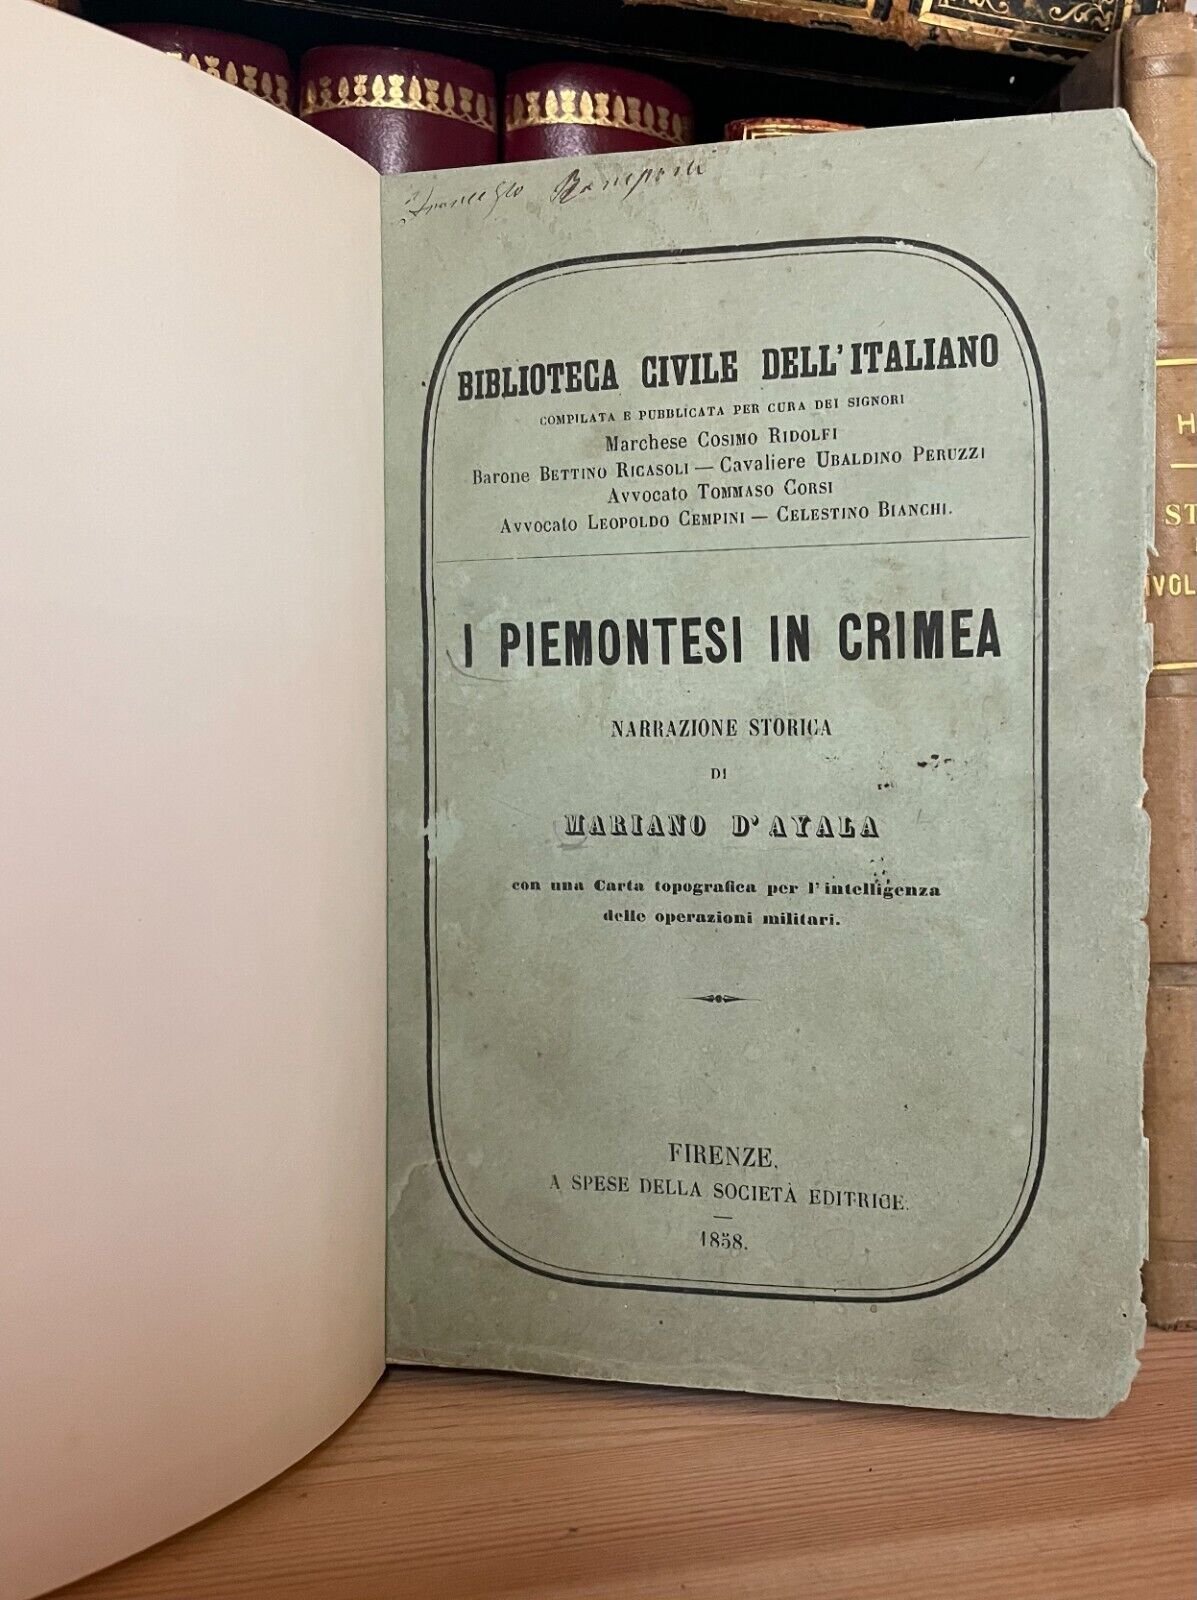 BIBLIOTECA CIVILE DELL'ITALIANO
COMPILATA E PUBBLICATA PER CURA DEI SIGNORI
Marchese COSIMO RIDOLFI
Barone BETTINO RICASOLI — Cavaliere UBALDINO PERUZZI
Avvocato TOMMASO CORSI
Avvocato LEOPOLDO CEMPINI — CELESTINO BIANCHI.
I PIEMONTESI IN CRIMEA
NARRAZIONE STORICA
DI
MARIANO D'AYALA
con una Carta topografica per l'intelligenza
delle operazioni militari.
FIRENZE,
A SPESE DELLA SOCIETÀ EDITRICE.
1858.
H
ST
IVOL